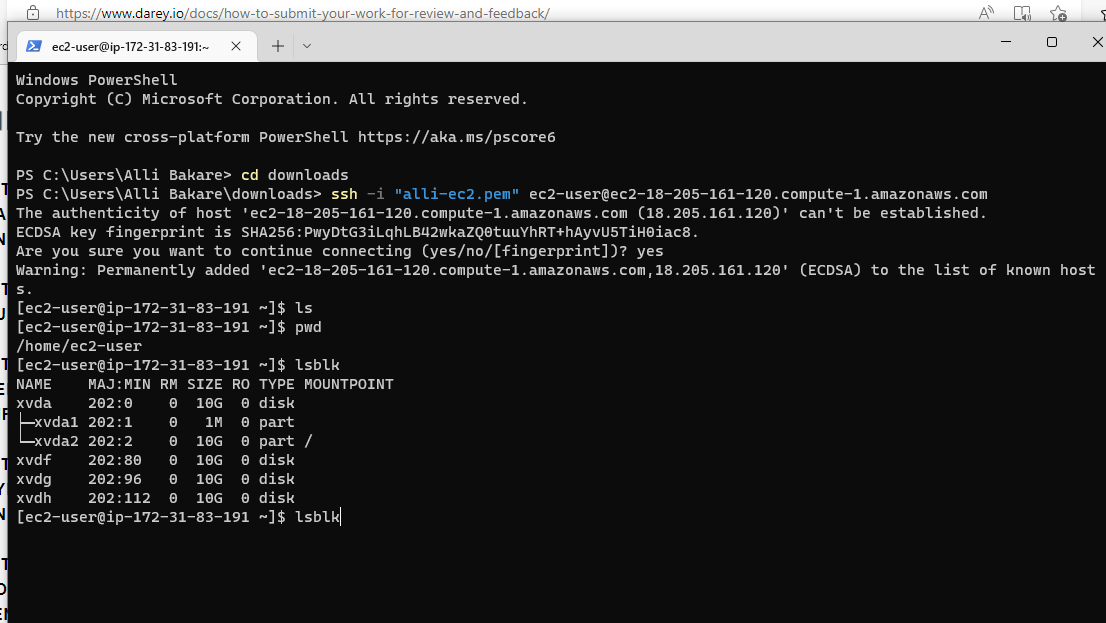 https://www.darey.io/docs/how-to-submit-your-work-for-review-and-feedback/
ec2-user@ip-172-31-83-191:~
Windows PowerShell
Copyright (C) Microsoft Corporation. All rights reserved.
Try the new cross-platform PowerShell https://aka.ms/pscore6
PS C:\Users\Alli Bakare> cd downloads
PS C:\Users\Alli Bakare\downloads> ssh -i "alli-ec2.pem" ec2-user@ec2-18-205-161-120.compute-1.amazonaws.com
The authenticity of host 'ec2-18-205-161-120.compute-1.amazonaws.com (18.205.161.120)' can't be established.
ECDSA key fingerprint is SHA256:PwyDtG3iLqhLB42wkaZQ0tuuYhRT+hAyvU5TiH0iac8.
Are you sure you want to continue connecting (yes/no/[fingerprint])? yes
Warning: Permanently added 'ec2-18-205-161-120.compute-1.amazonaws.com,18.205.161.120' (ECDSA) to the list of known host
s.
[ec2-user@ip-172-31-83-191 ~]$ ls
[ec2-user@ip-172-31-83-191 ~]$ pwd
/home/ec2-user
[ec2-user@ip-172-31-83-191 ~]$ lsblk
NAME    MAJ:MIN RM SIZE RO TYPE MOUNTPOINT
xvda    202:0    0  10G  0 disk
├─xvda1 202:1    0   1M  0 part
└─xvda2 202:2    0  10G  0 part /
xvdf    202:80   0  10G  0 disk
xvdg    202:96   0  10G  0 disk
xvdh    202:112  0  10G  0 disk
[ec2-user@ip-172-31-83-191 ~]$ lsblk